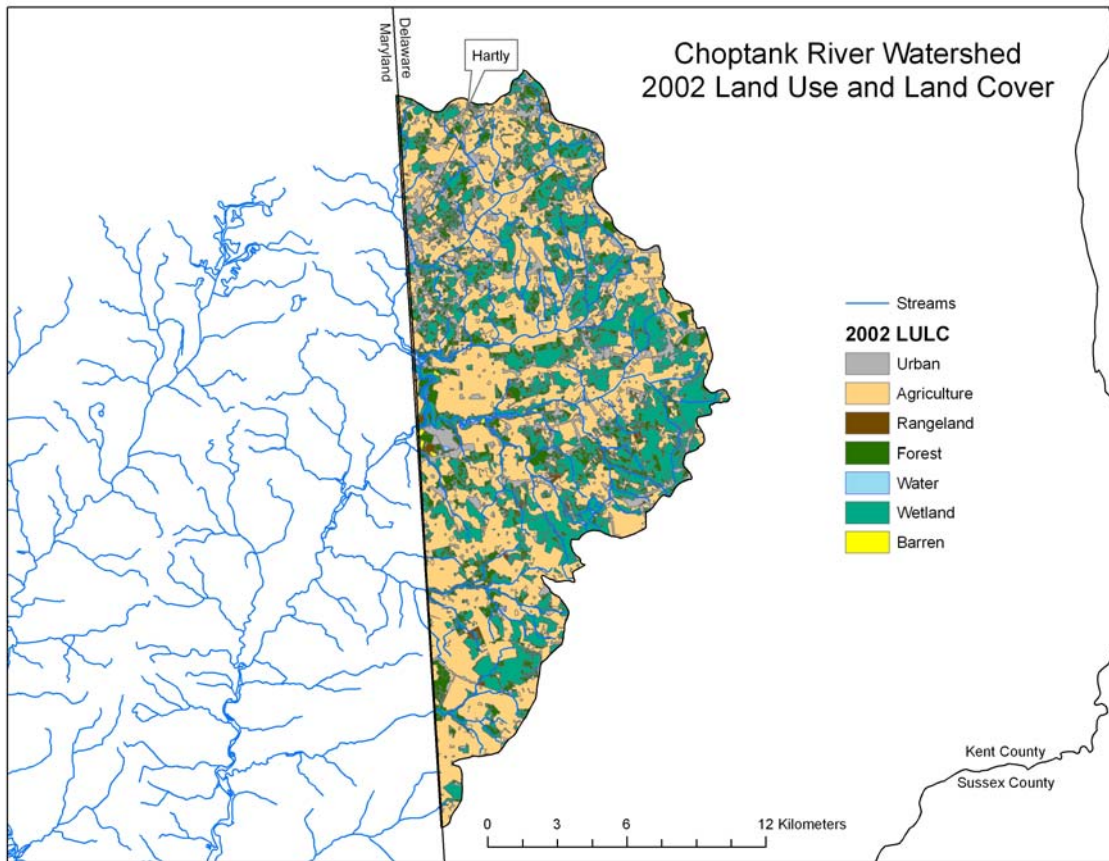 Choptank River Watershed
2002 Land Use and Land Cover
Delaware
Maryland
Hartly
Streams
2002 LULC
Urban
Agriculture
Rangeland
Forest
Water
Wetland
Barren
Kent County
Sussex County
0 3 6 12 Kilometers